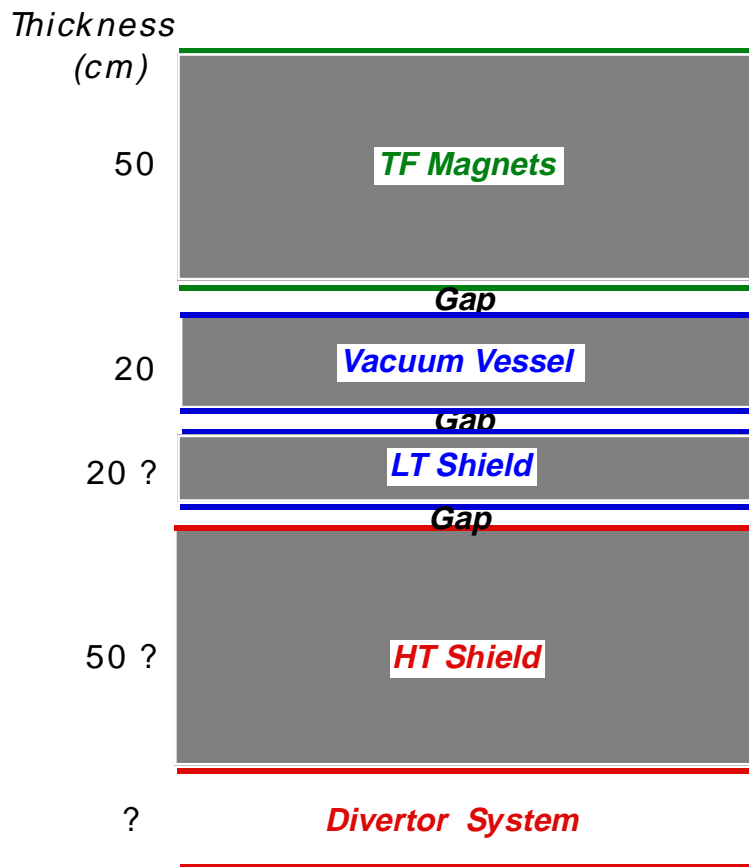 Thickness
(cm)
50
TF Magnets
Gap
20
Vacuum Vessel
Gap
20 ?
LT Shield
Gap
50 ?
HT Shield
?
Divertor System